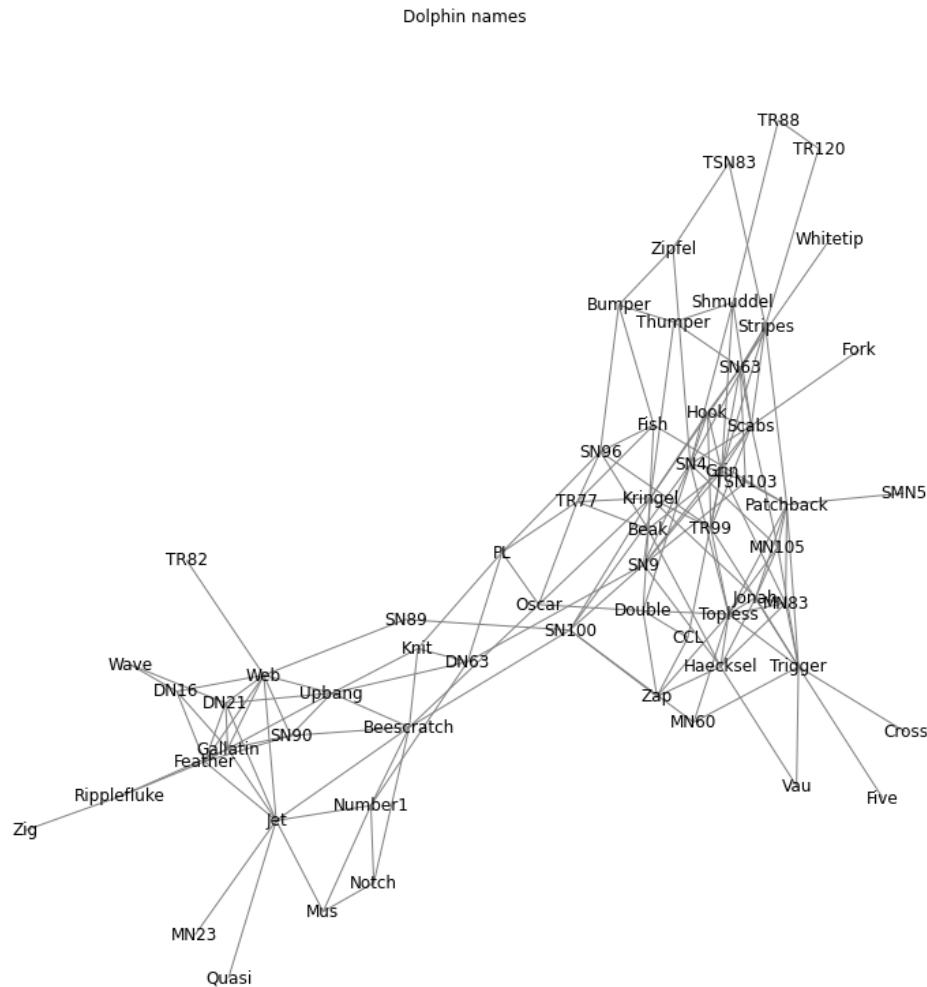 Dolphin names
TR88
TR120
TSN83
Whitetip
Zipfel
Shmuddel
Bumper
Thumper
Stripes
Fork
SN63
Hook
Fish
Scabs
SN96
SN4
Grin
TSN103
SMN5
Kringel
TR77
Patchback
Beak
TR99
MN105
PL
TR82
SN9
Jonah
MN83
Oscar
Double
Topless
SN89
SN100
CCL
Knit
DN63
Wave
Haecksel
Trigger
Web
DN16
Upbang
Zap
DN21
MN60
Beescratch
Cross
SN90
Gallatin
Feather
Vau
Ripplefluke
Five
Number1
Jet
Zig
Notch
Mus
MN23
Quasi